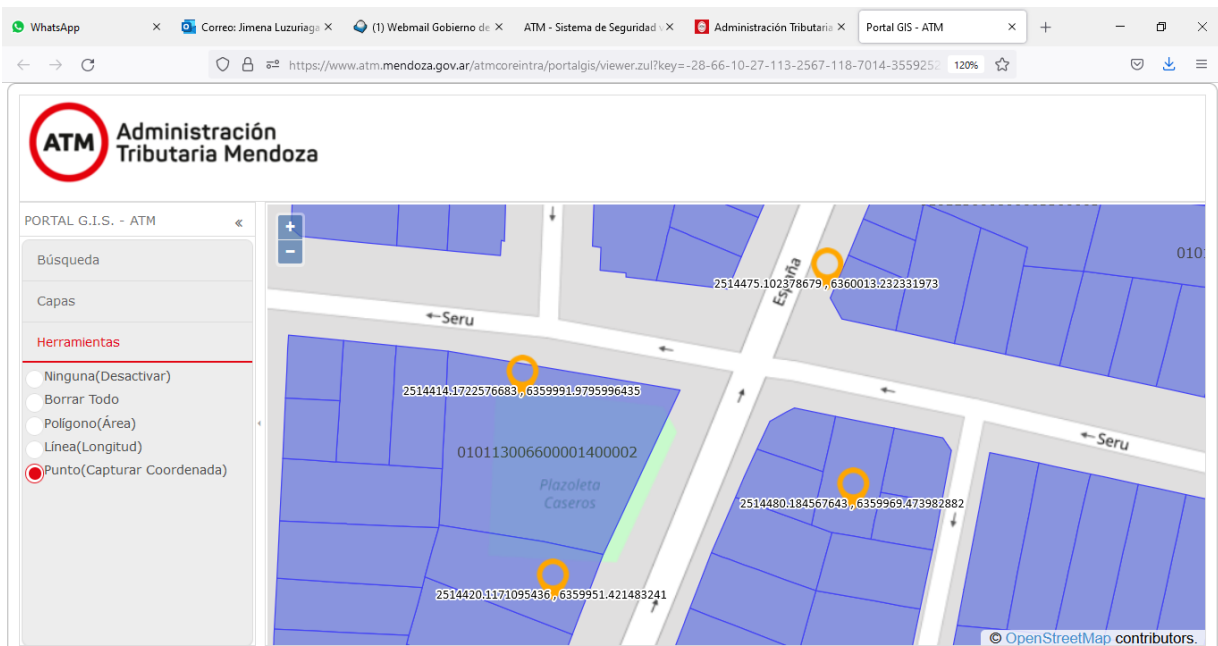 WhatsApp
Correo: Jimena Luzuriaga
(1) Webmail Gobierno de
ATM - Sistema de Seguridad
Administración Tributaria
Portal GIS - ATM
https://www.atm.mendoza.gov.ar/atmcoreintra/portalgis/viewer.zul?key=-28-66-10-27-113-2567-118-7014-3559252
120%
ATM
Administración
Tributaria Mendoza
PORTAL G.I.S. - ATM
«
Búsqueda
Capas
Herramientas
Ninguna(Desactivar)
Borrar Todo
Polígono(Área)
Línea(Longitud)
Punto(Capturar Coordenada)
+
−
010
España
2514475.102378679 , 6360013.232331973
Seru
2514414.1722576683 , 6359991.9795996435
Seru
010113006600001400002
Plazoleta
Caseros
2514480.184567643 , 6359969.473982882
2514420.1171095436 , 6359951.421483241
© OpenStreetMap contributors.